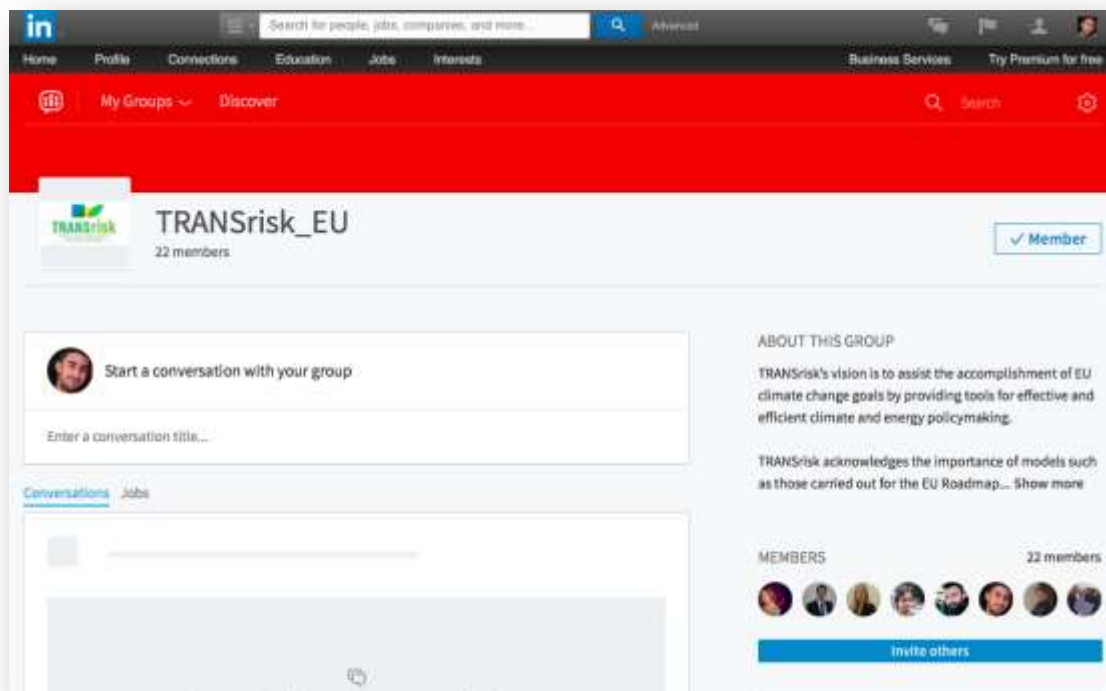 in
Search for people, jobs, companies, and more...
Advanced
Home Profile Connections Education Jobs Interests
Business Services Try Premium for free
My Groups Discover
Search
TRANSrisk
TRANSrisk_EU
22 members
Member
Start a conversation with your group
Enter a conversation title...
Conversations Jobs
ABOUT THIS GROUP
TRANSrisk's vision is to assist the accomplishment of EU
climate change goals by providing tools for effective and
efficient climate and energy policymaking.
TRANSrisk acknowledges the importance of models such
as those carried out for the EU Roadmap... Show more
MEMBERS 22 members
Invite others